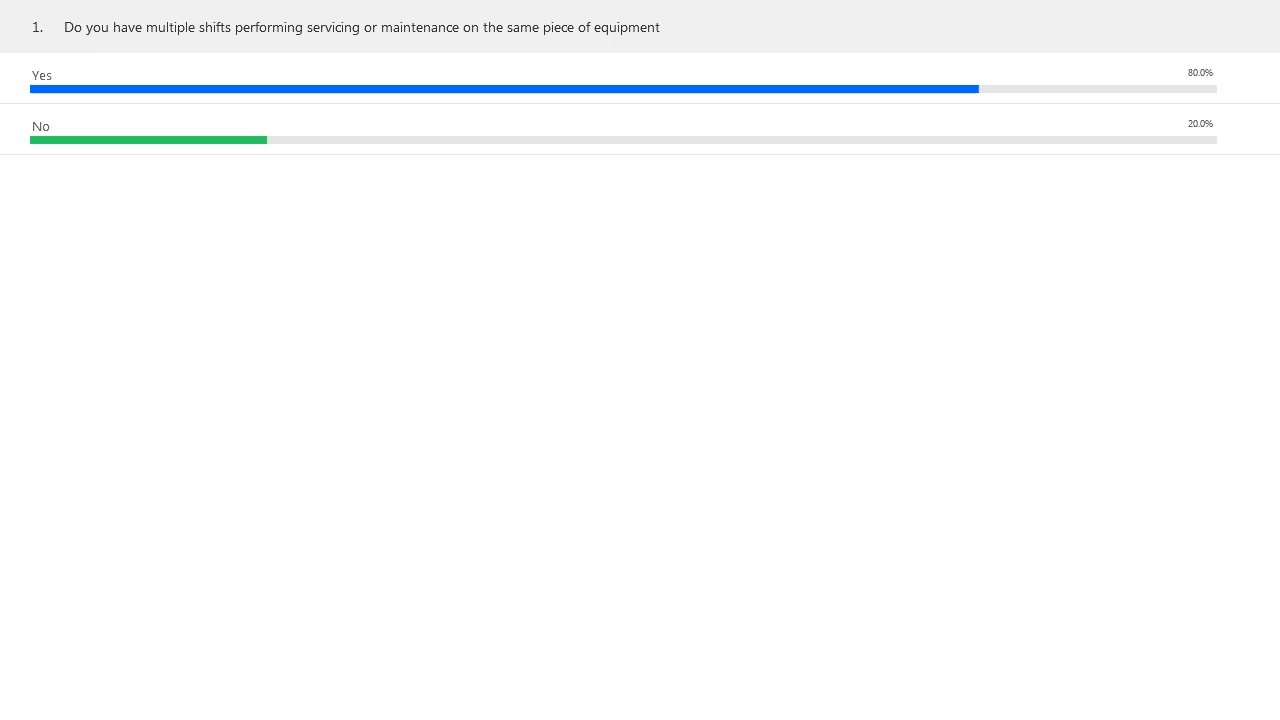 1. Do you have multiple shifts performing servicing or maintenance on the same piece of equipment
Yes
80.0%
No
20.0%